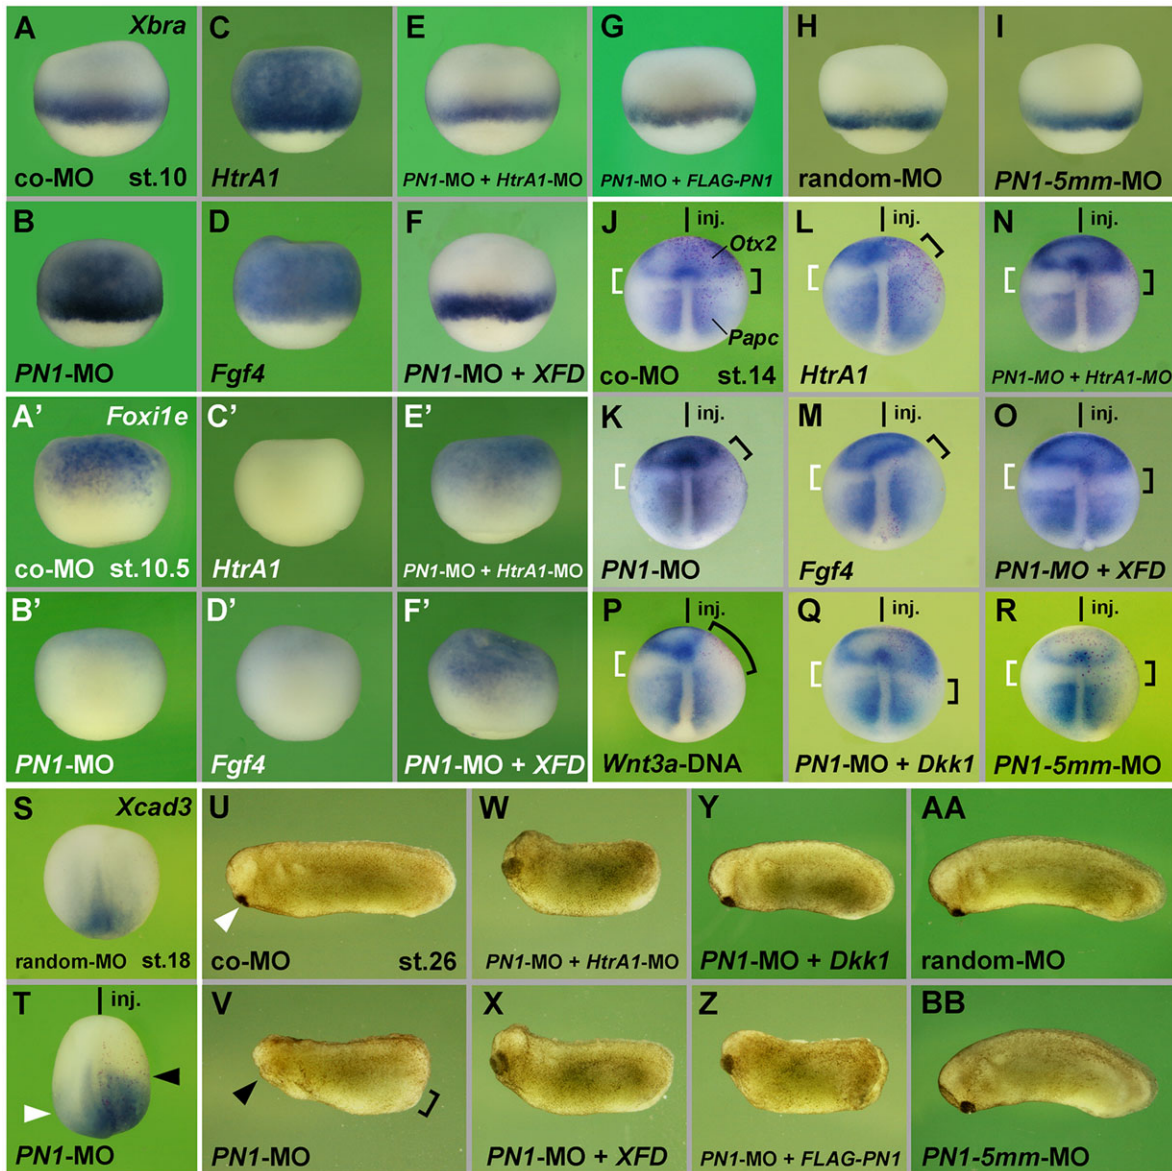 A Xbra
co-MO st.10
C
HtrA1
E
PN1-MO + HtrA1-MO
G
PN1-MO + FLAG-PN1
H
random-MO
I
PN1-5mm-MO
B
PN1-MO
D
Fgf4
F
PN1-MO + XFD
J inj.
Otx2
Papc
co-MO st.14
L inj.
HtrA1
N inj.
PN1-MO + HtrA1-MO
A' Foxi1e
co-MO st.10.5
C'
HtrA1
E'
PN1-MO + HtrA1-MO
K inj.
PN1-MO
M inj.
Fgf4
O inj.
PN1-MO + XFD
B'
PN1-MO
D'
Fgf4
F'
PN1-MO + XFD
P inj.
Wnt3a-DNA
Q inj.
PN1-MO + Dkk1
R inj.
PN1-5mm-MO
S Xcad3
random-MO st.18
U
co-MO st.26
W
PN1-MO + HtrA1-MO
Y
PN1-MO + Dkk1
AA
random-MO
T inj.
PN1-MO
V
PN1-MO
X
PN1-MO + XFD
Z
PN1-MO + FLAG-PN1
BB
PN1-5mm-MO